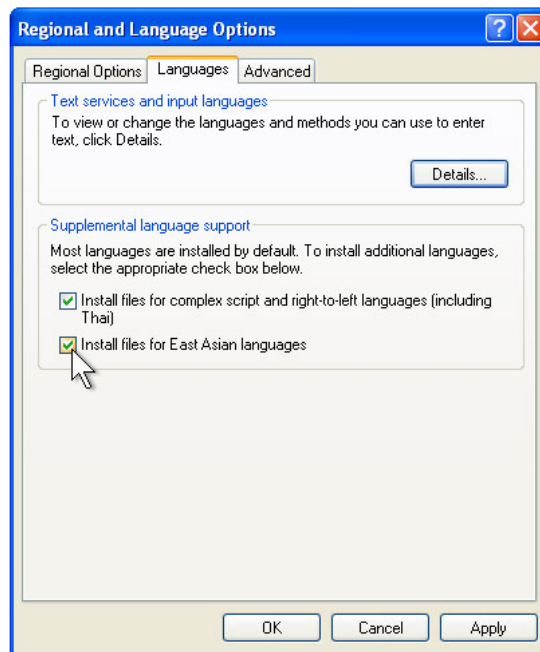 Regional and Language Options
Regional Options
Languages
Advanced
Text services and input languages
To view or change the languages and methods you can use to enter
text, click Details.
Details...
Supplemental language support
Most languages are installed by default. To install additional languages,
select the appropriate check box below.
Install files for complex script and right-to-left languages (including
Thai)
Install files for East Asian languages
OK
Cancel
Apply